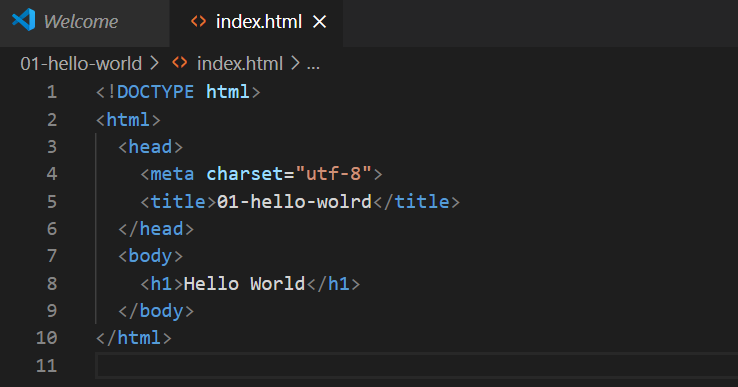 Welcome index.html
01-hello-world > index.html > ...
1 <!DOCTYPE html>
2 <html>
3 <head>
4 <meta charset="utf-8">
5 <title>01-hello-wolrd</title>
6 </head>
7 <body>
8 <h1>Hello World</h1>
9 </body>
10 </html>
11